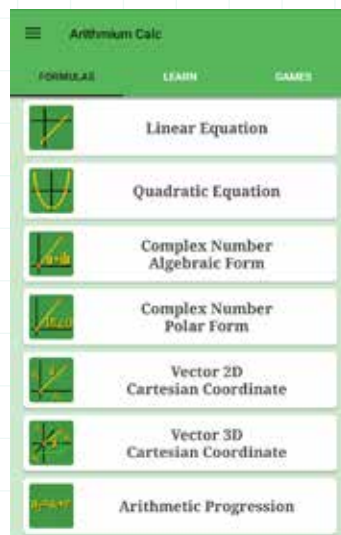 Arithmium Calc
FORMULAS LEARN GAMES
Linear Equation
Quadratic Equation
Complex Number
Algebraic Form
Complex Number
Polar Form
Vector 2D
Cartesian Coordinate
Vector 3D
Cartesian Coordinate
Arithmetic Progression